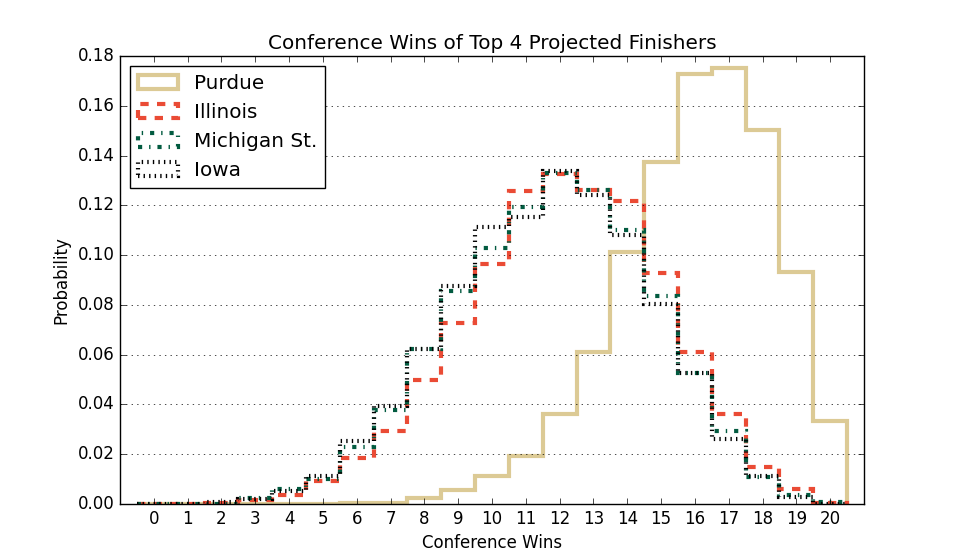 Conference Wins of Top 4 Projected Finishers
Purdue
Illinois
Michigan St.
Iowa
0.18
0.16
0.14
0.12
0.10
0.08
0.06
0.04
0.02
0.00
Probability
0 1 2 3 4 5 6 7 8 9 10 11 12 13 14 15 16 17 18 19 20
Conference Wins